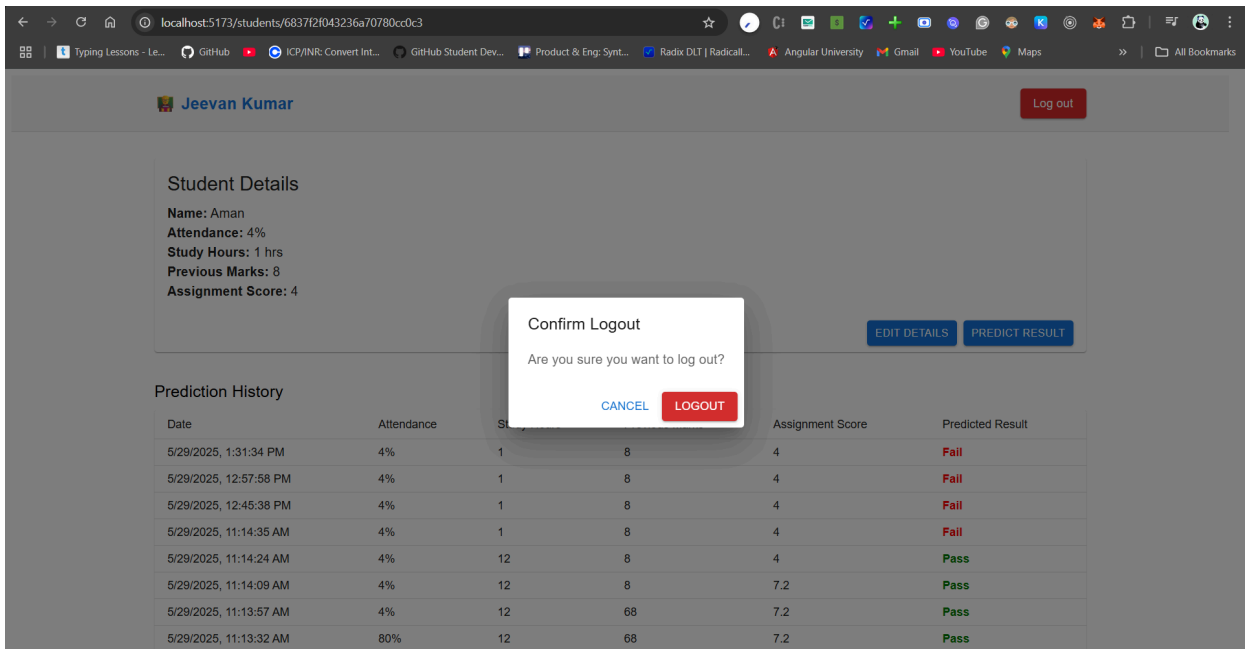 localhost:5173/students/6837f2f043236a70780cc0c3
Typing Lessons - Le... GitHub ICP/INR: Convert Int... GitHub Student Dev... Product & Eng: Synt... Radix DLT | Radicall... Angular University Gmail YouTube Maps » All Bookmarks
Jeevan Kumar Log out
Student Details
Name: Aman
Attendance: 4%
Study Hours: 1 hrs
Previous Marks: 8
Assignment Score: 4
EDIT DETAILS PREDICT RESULT
Confirm Logout
Are you sure you want to log out?
CANCEL LOGOUT
Prediction History
Date Attendance Assignment Score Predicted Result
5/29/2025, 1:31:34 PM 4% 1 8 4 Fail
5/29/2025, 12:57:58 PM 4% 1 8 4 Fail
5/29/2025, 12:45:38 PM 4% 1 8 4 Fail
5/29/2025, 11:14:35 AM 4% 1 8 4 Fail
5/29/2025, 11:14:24 AM 4% 12 8 4 Pass
5/29/2025, 11:14:09 AM 4% 12 8 7.2 Pass
5/29/2025, 11:13:57 AM 4% 12 68 7.2 Pass
5/29/2025, 11:13:32 AM 80% 12 68 7.2 Pass